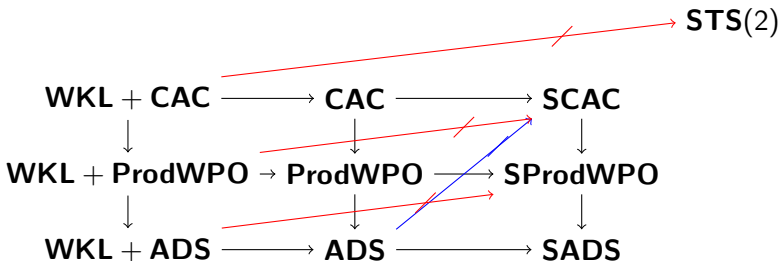 STS(2)
WKL + CAC CAC SCAC
WKL + ProdWPO ProdWPO SProdWPO
WKL + ADS ADS SADS